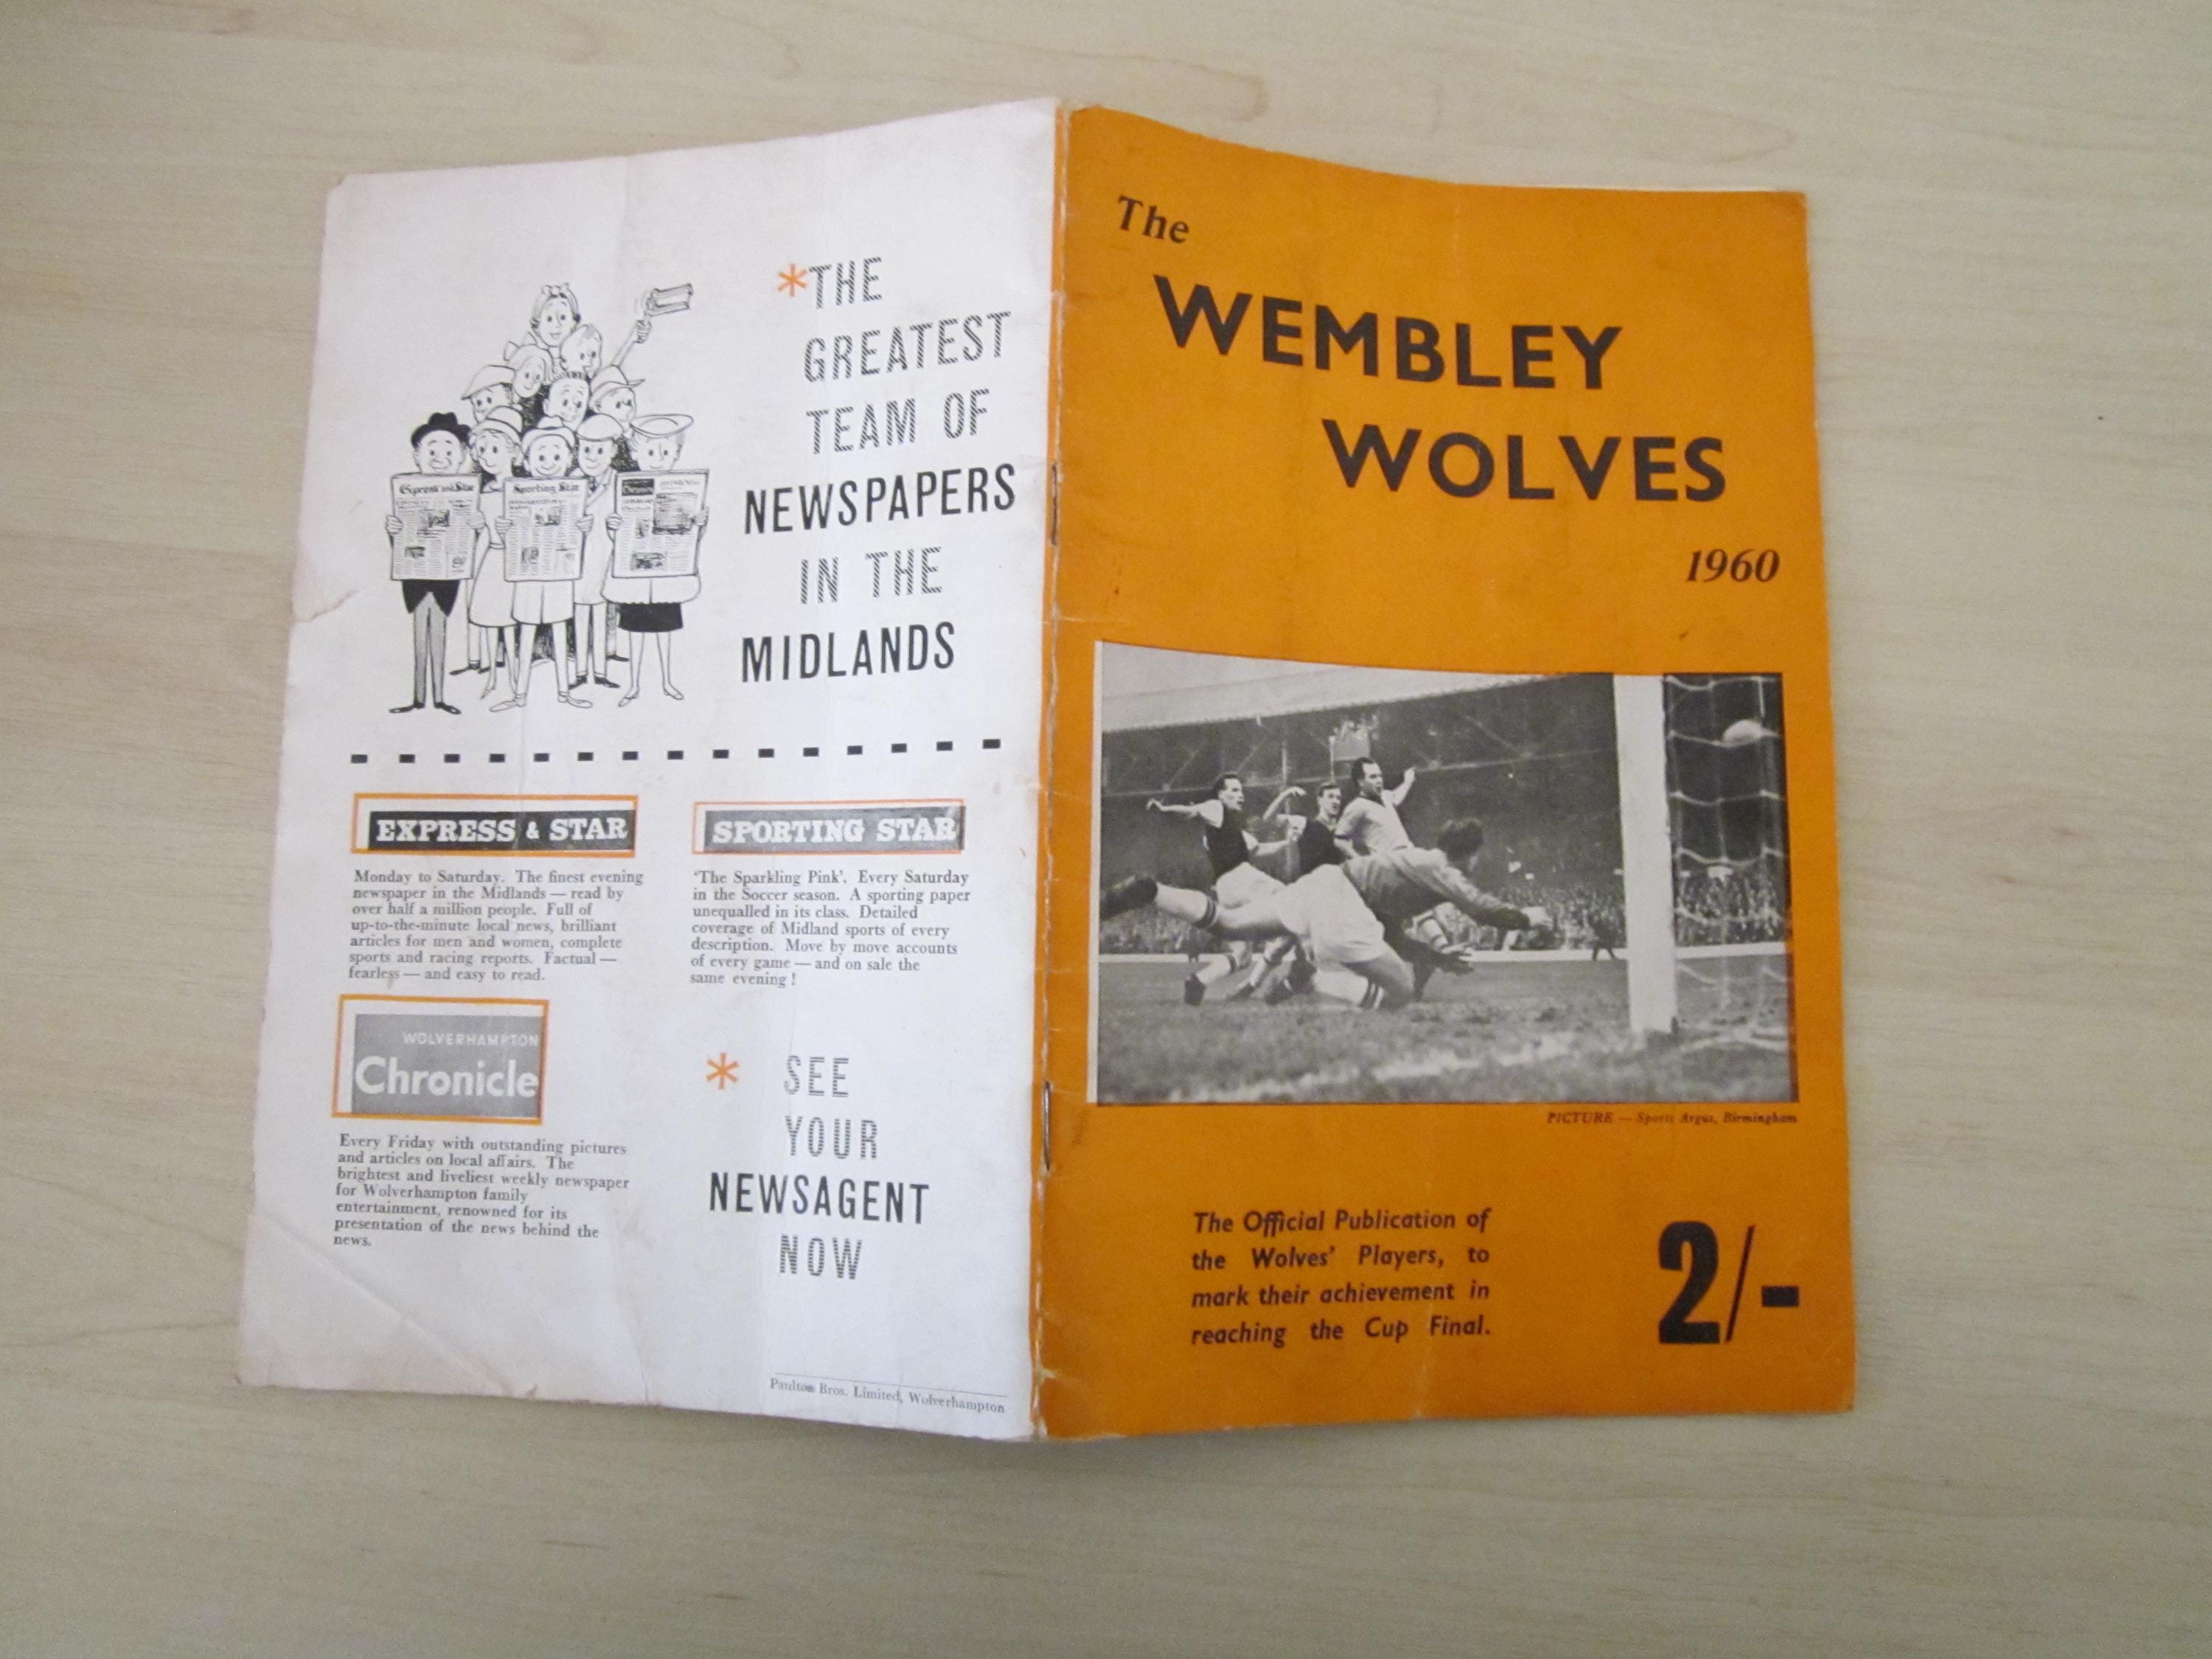 *THE
GREATEST
TEAM OF
NEWSPAPERS
IN THE
MIDLANDS
Express and Star
Sporting Star
Chronicle
EXPRESS & STAR
Monday to Saturday. The finest evening
newspaper in the Midlands — read by
over half a million people. Full of
up-to-the-minute local news, brilliant
articles for men and women, complete
sports and racing reports. Factual —
fearless — and easy to read.
SPORTING STAR
'The Sparkling Pink'. Every Saturday
in the Soccer season. A sporting paper
unequalled in its class. Detailed
coverage of Midland sports of every
description. Move by move accounts
of every game — and on sale the
same evening !
WOLVERHAMPTON
Chronicle
Every Friday with outstanding pictures
and articles on local affairs. The
brightest and liveliest weekly newspaper
for Wolverhampton family
entertainment, renowned for its
presentation of the news behind the
news.
* SEE
YOUR
NEWSAGENT
NOW
Paulton Bros. Limited, Wolverhampton
The
WEMBLEY
WOLVES
1960
PICTURE — Sports Argus, Birmingham
The Official Publication of
the Wolves' Players, to
mark their achievement in
reaching the Cup Final.
2/-